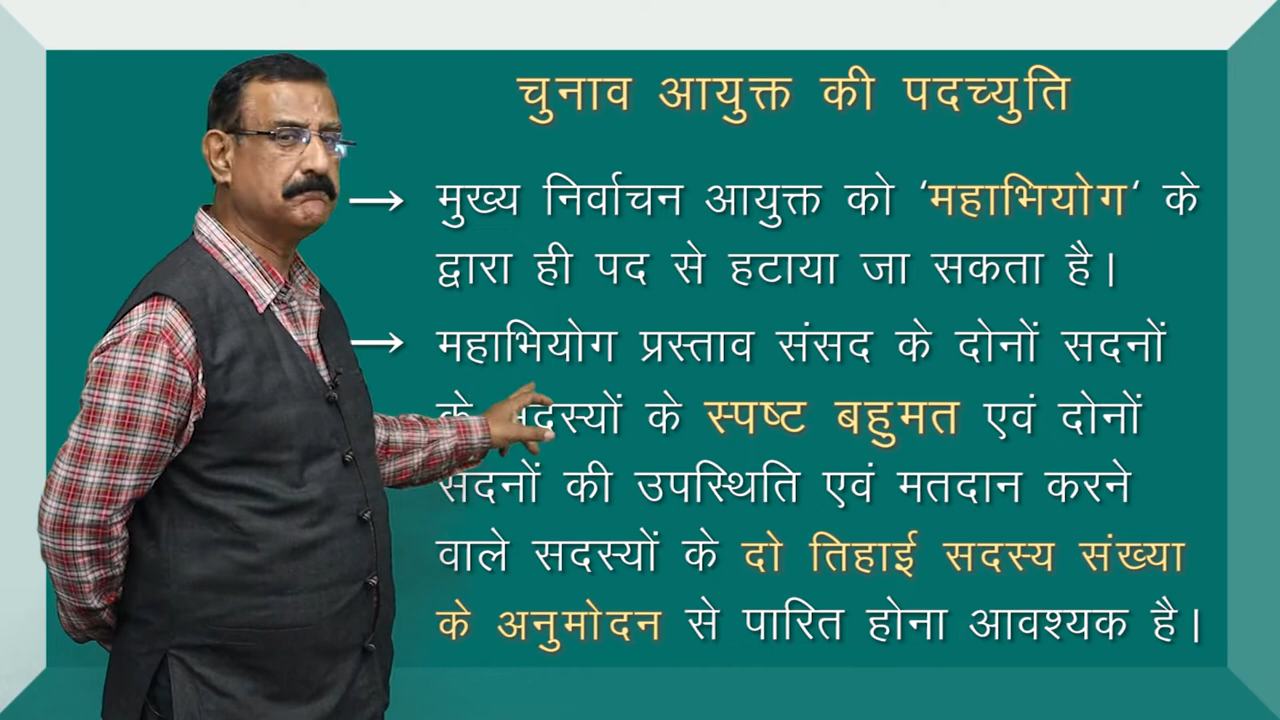 चुनाव आयुक्त की पदच्युति
→ मुख्य निर्वाचन आयुक्त को ‘महाभियोग‘ के
द्वारा ही पद से हटाया जा सकता है।
→ महाभियोग प्रस्ताव संसद के दोनों सदनों
के सदस्यों के स्पष्ट बहुमत एवं दोनों
सदनों की उपस्थिति एवं मतदान करने
वाले सदस्यों के दो तिहाई सदस्य संख्या
के अनुमोदन से पारित होना आवश्यक है।